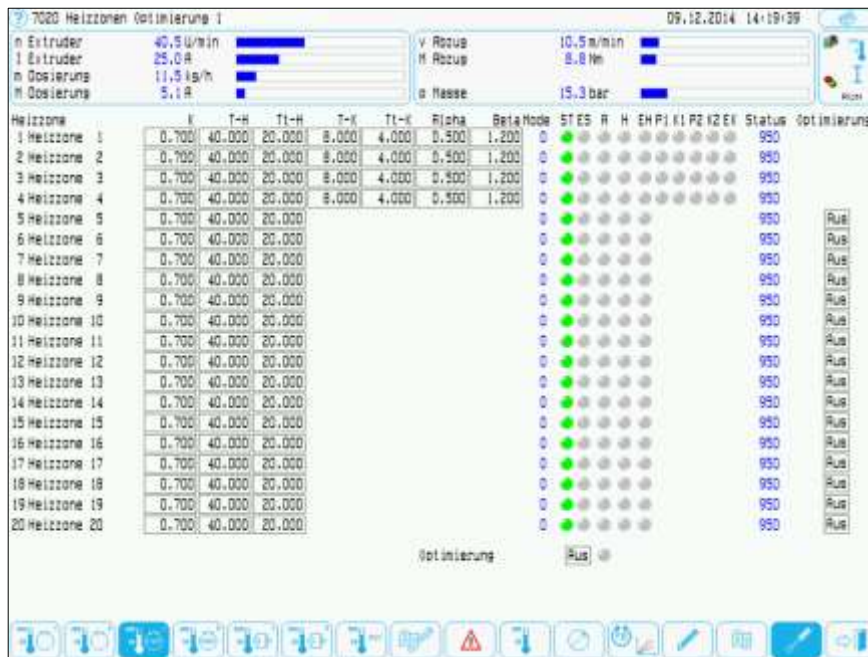 7020 Heizzonen Optimierung 1 09.12.2014 14:19:39
n Extruder 40.5 U/min v Abzug 10.5 m/min
I Extruder 25.0 A M Abzug 8.8 Nm
n Dosierung 11.5 kg/h
M Dosierung 5.1 A p Masse 15.3 bar
Heizzone K T-H Tt-H T-K Tt-K Alpha Beta Mode ST ES A H EH P1 K1 P2 K2 EK Status Optimierung
1 Heizzone 1 0.700 40.000 20.000 8.000 4.000 0.500 1.200 0 950
2 Heizzone 2 0.700 40.000 20.000 8.000 4.000 0.500 1.200 0 950
3 Heizzone 3 0.700 40.000 20.000 8.000 4.000 0.500 1.200 0 950
4 Heizzone 4 0.700 40.000 20.000 8.000 4.000 0.500 1.200 0 950
5 Heizzone 5 0.700 40.000 20.000 0 950 Aus
6 Heizzone 6 0.700 40.000 20.000 0 950 Aus
7 Heizzone 7 0.700 40.000 20.000 0 950 Aus
8 Heizzone 8 0.700 40.000 20.000 0 950 Aus
9 Heizzone 9 0.700 40.000 20.000 0 950 Aus
10 Heizzone 10 0.700 40.000 20.000 0 950 Aus
11 Heizzone 11 0.700 40.000 20.000 0 950 Aus
12 Heizzone 12 0.700 40.000 20.000 0 950 Aus
13 Heizzone 13 0.700 40.000 20.000 0 950 Aus
14 Heizzone 14 0.700 40.000 20.000 0 950 Aus
15 Heizzone 15 0.700 40.000 20.000 0 950 Aus
16 Heizzone 16 0.700 40.000 20.000 0 950 Aus
17 Heizzone 17 0.700 40.000 20.000 0 950 Aus
18 Heizzone 18 0.700 40.000 20.000 0 950 Aus
19 Heizzone 19 0.700 40.000 20.000 0 950 Aus
20 Heizzone 20 0.700 40.000 20.000 0 950 Aus
Optimierung Aus